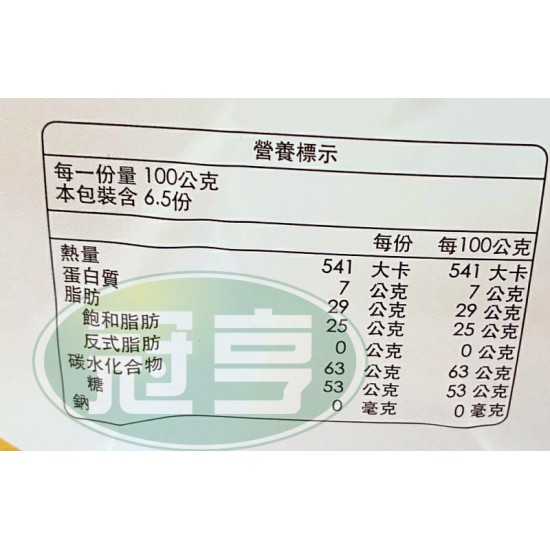 營養標示
每一份量 100公克
本包裝含 6.5份
每份 每100公克
熱量 541 大卡 541 大卡
蛋白質 7 公克 7 公克
脂肪 29 公克 29 公克
飽和脂肪 25 公克 25 公克
反式脂肪 0 公克 0 公克
碳水化合物 63 公克 63 公克
糖 53 公克 53 公克
鈉 0 毫克 0 毫克
冠亨